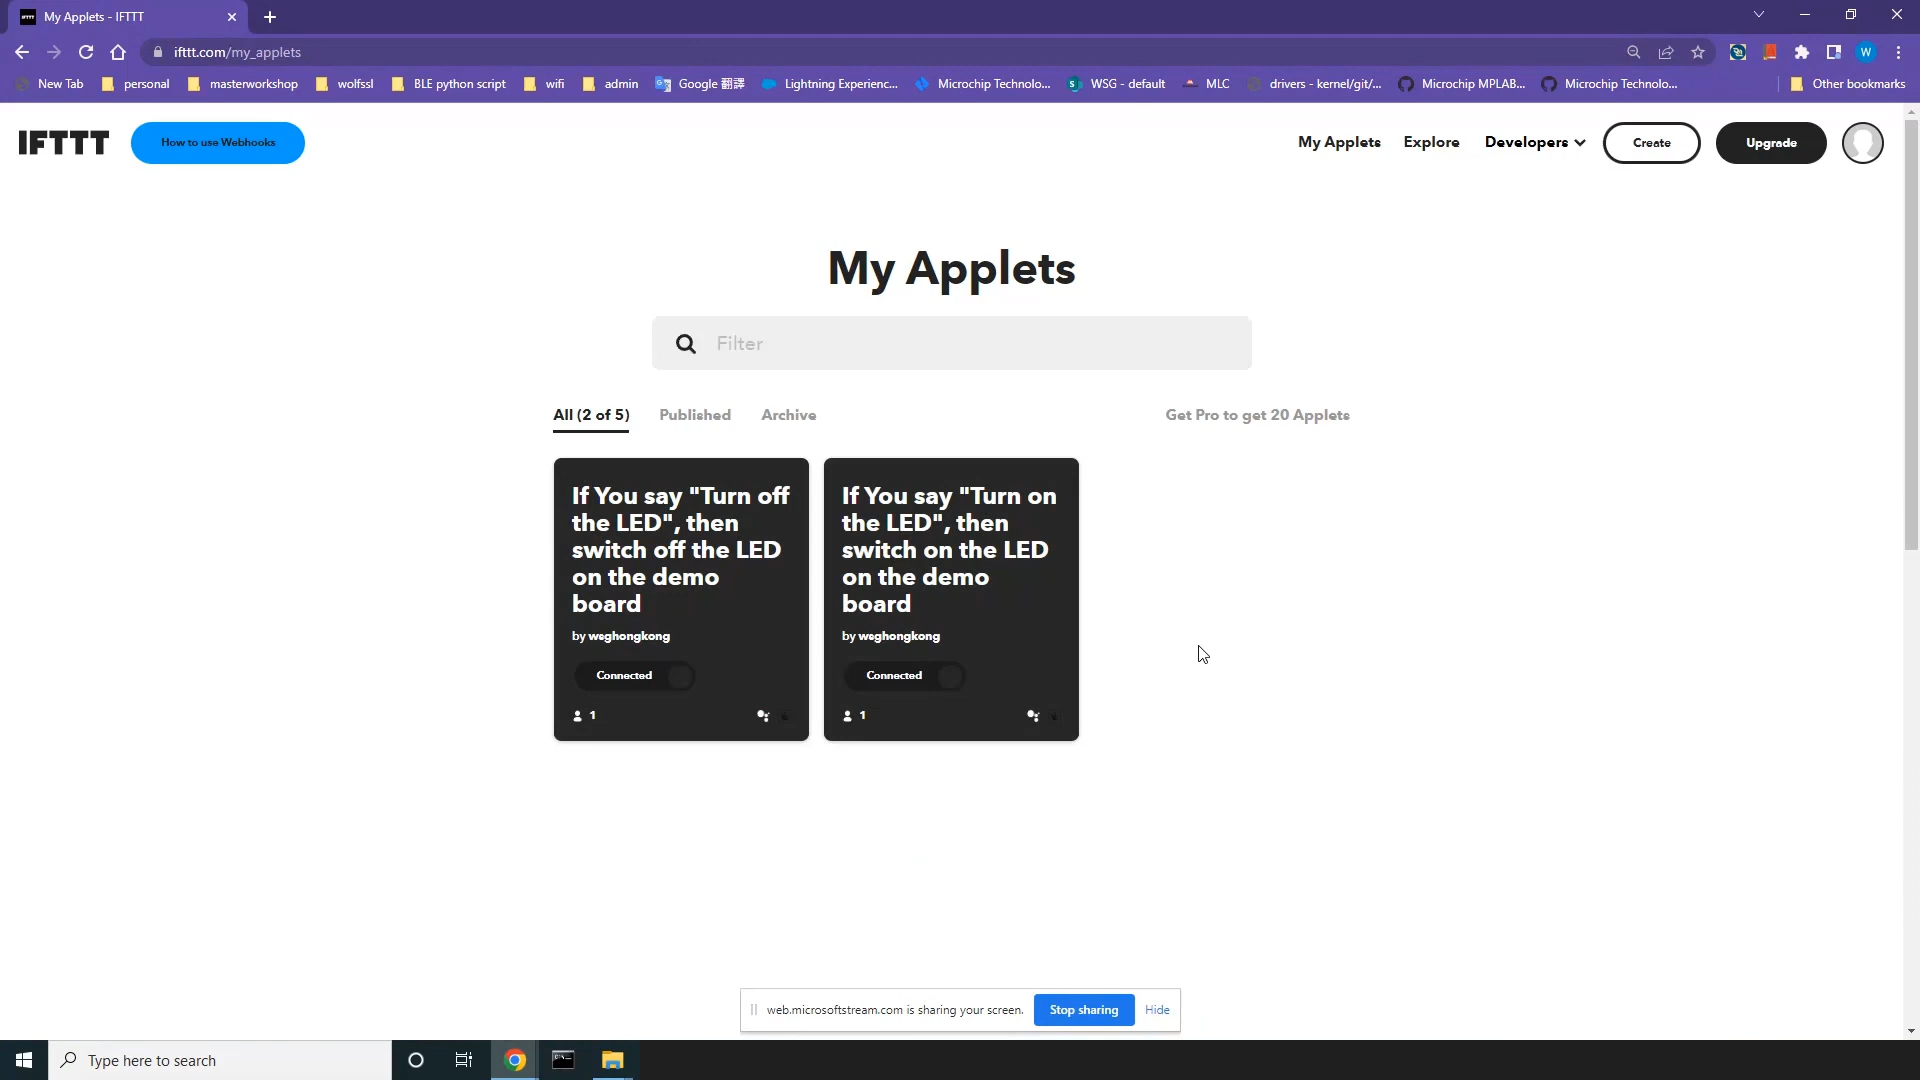 My Applets - IFTTT
ifttt.com/my_applets
New Tab
personal
masterworkshop
wolfssl
BLE python script
wifi
admin
Google 翻譯
Lightning Experienc...
Microchip Technolo...
WSG - default
MLC
drivers - kernel/git/...
Microchip MPLAB...
Microchip Technolo...
Other bookmarks
W
IFTTT
How to use Webhooks
My Applets
Explore
Developers
Create
Upgrade
My Applets
Filter
All (2 of 5)
Published
Archive
Get Pro to get 20 Applets
If You say "Turn off
the LED", then
switch off the LED
on the demo
board
by wsghongkong
Connected
1
If You say "Turn on
the LED", then
switch on the LED
on the demo
board
by wsghongkong
Connected
1
web.microsoftstream.com is sharing your screen.
Stop sharing
Hide
Type here to search